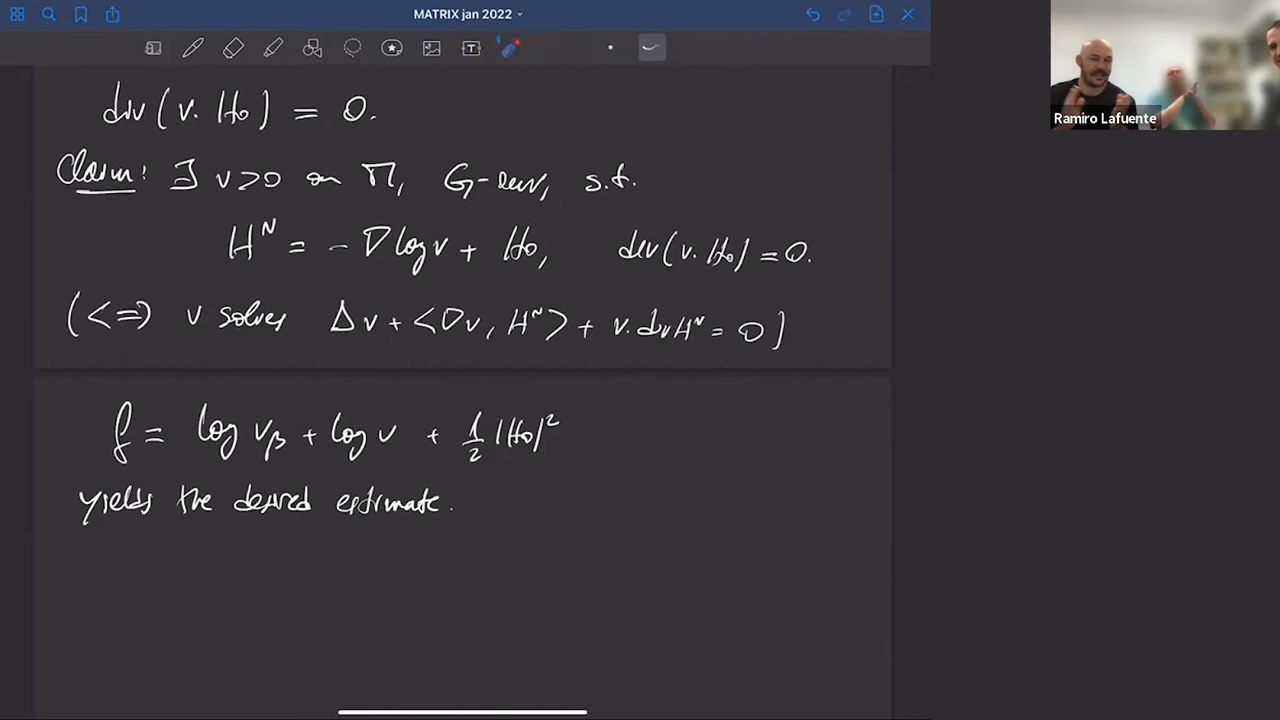 MATRIX jan 2022
div(v. H₀) = 0.
Claim: ∃ v>0 on M, G-inv, s.t.
Hᴺ = -∇log v + H₀, div(v. H₀) = 0.
(<=> v solves Δv + <∇v, Hᴺ> + v. div Hᴺ = 0)
f = log v_β + log v + 1/2 |H₀|²
yields the desired estimate.
Ramiro Lafuente